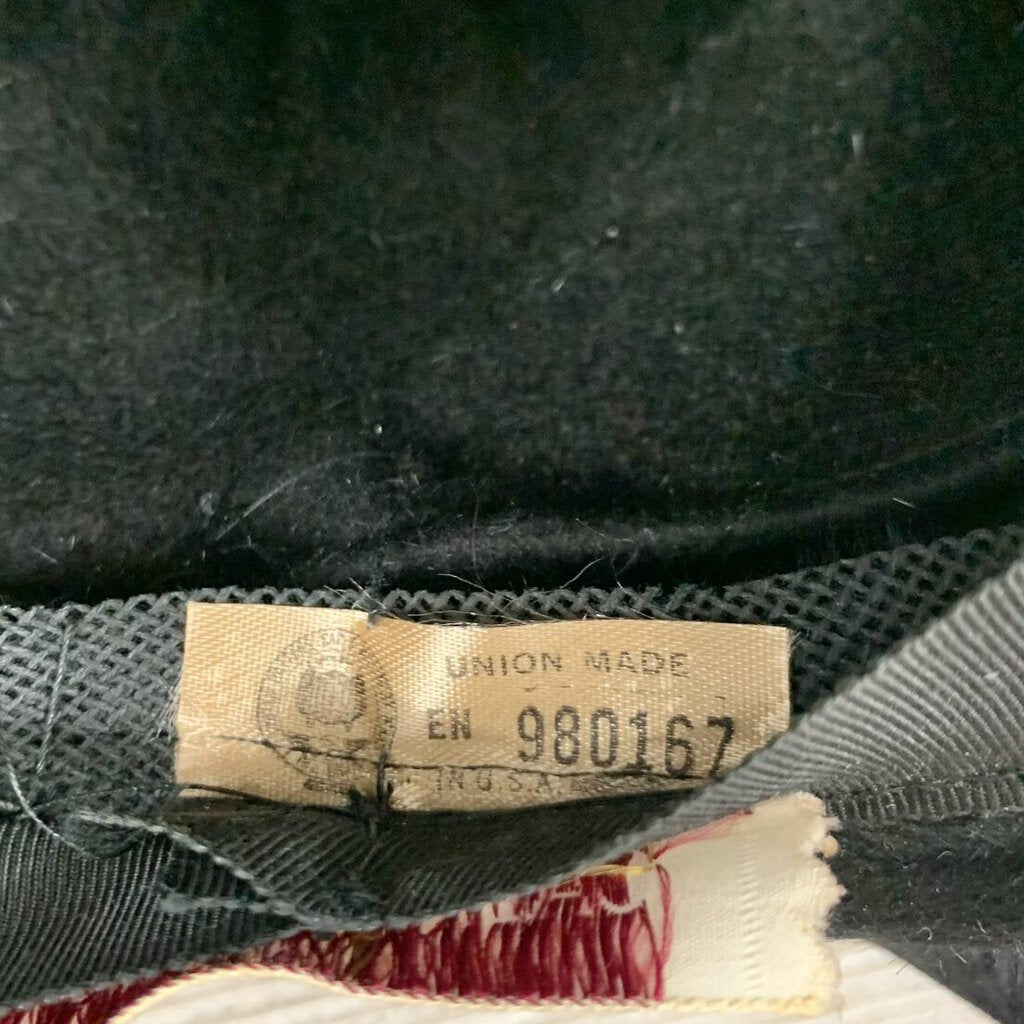 UNION MADE
EN 980167
IN U.S.A.